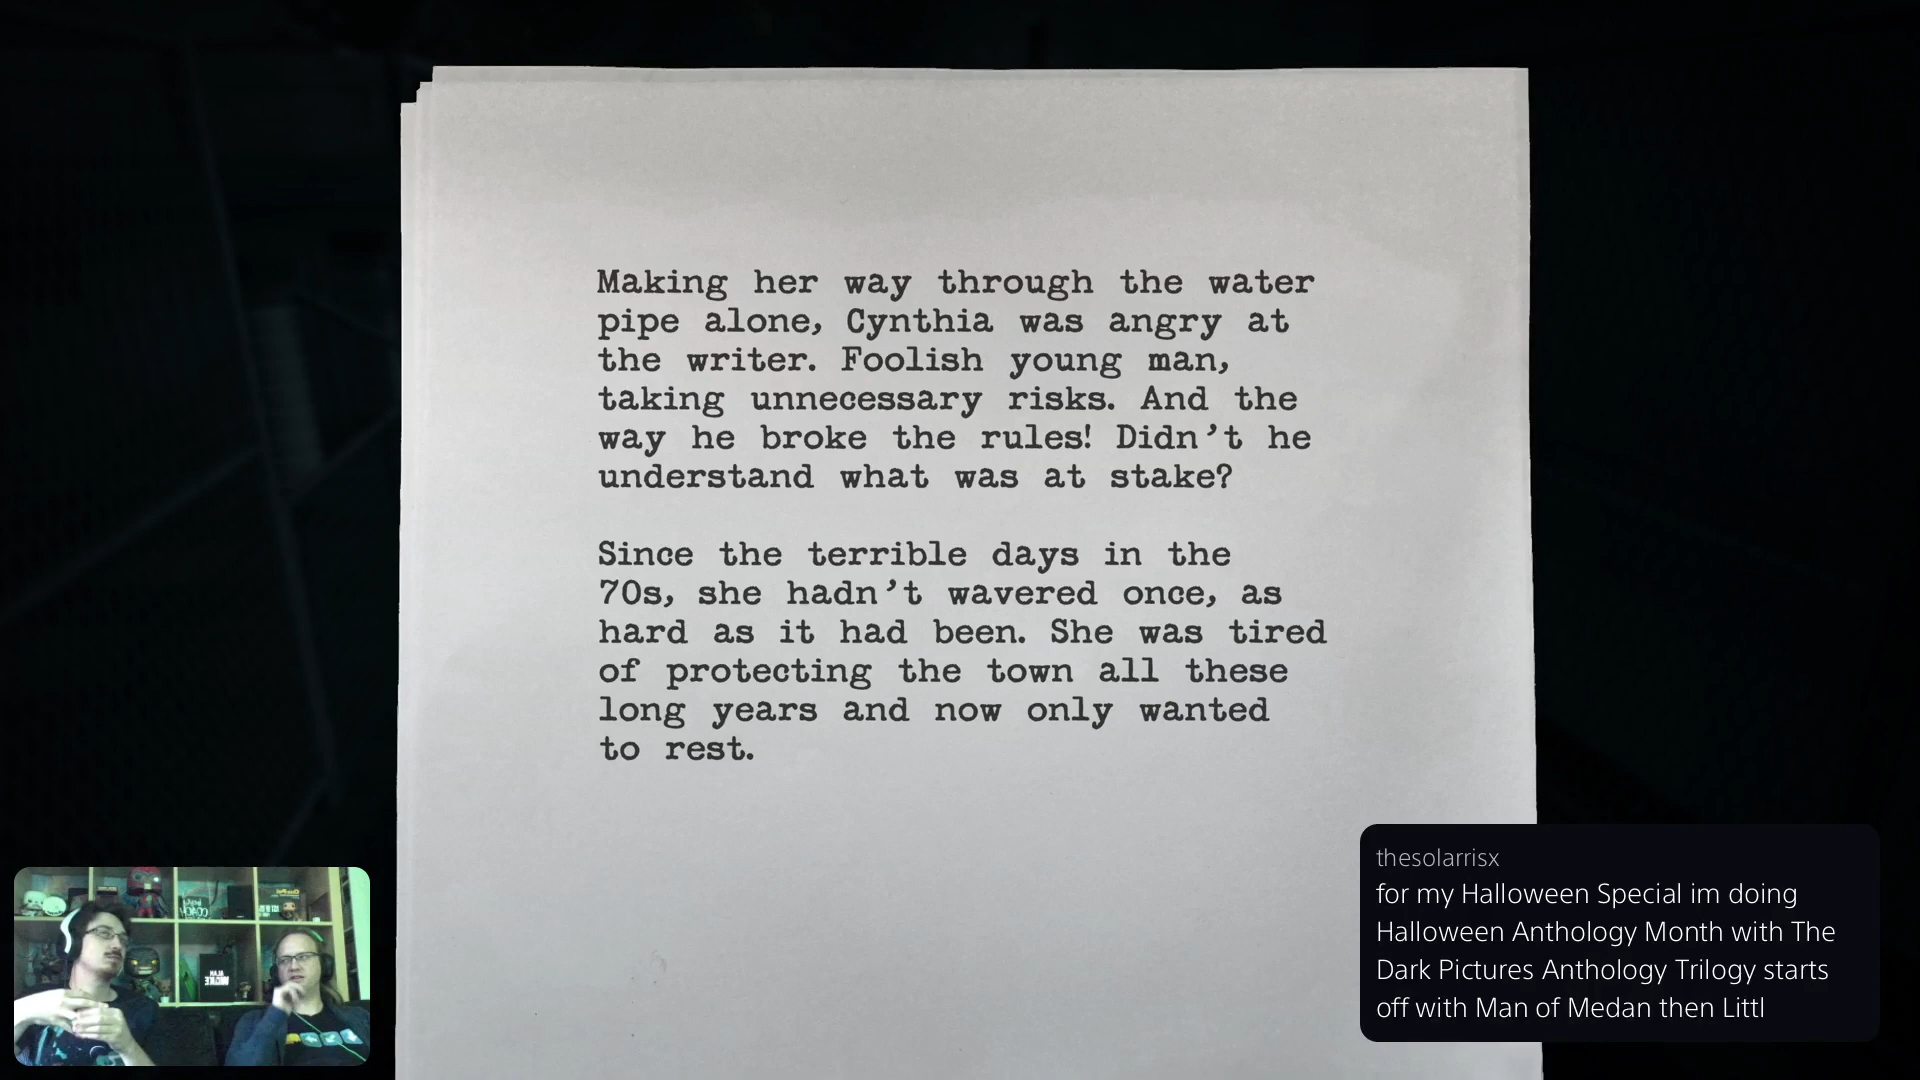 Making her way through the water
pipe alone, Cynthia was angry at
the writer. Foolish young man,
taking unnecessary risks. And the
way he broke the rules! Didn't he
understand what was at stake?
Since the terrible days in the
70s, she hadn't wavered once, as
hard as it had been. She was tired
of protecting the town all these
long years and now only wanted
to rest.
thesolarrisx
for my Halloween Special im doing
Halloween Anthology Month with The
Dark Pictures Anthology Trilogy starts
off with Man of Medan then Littl